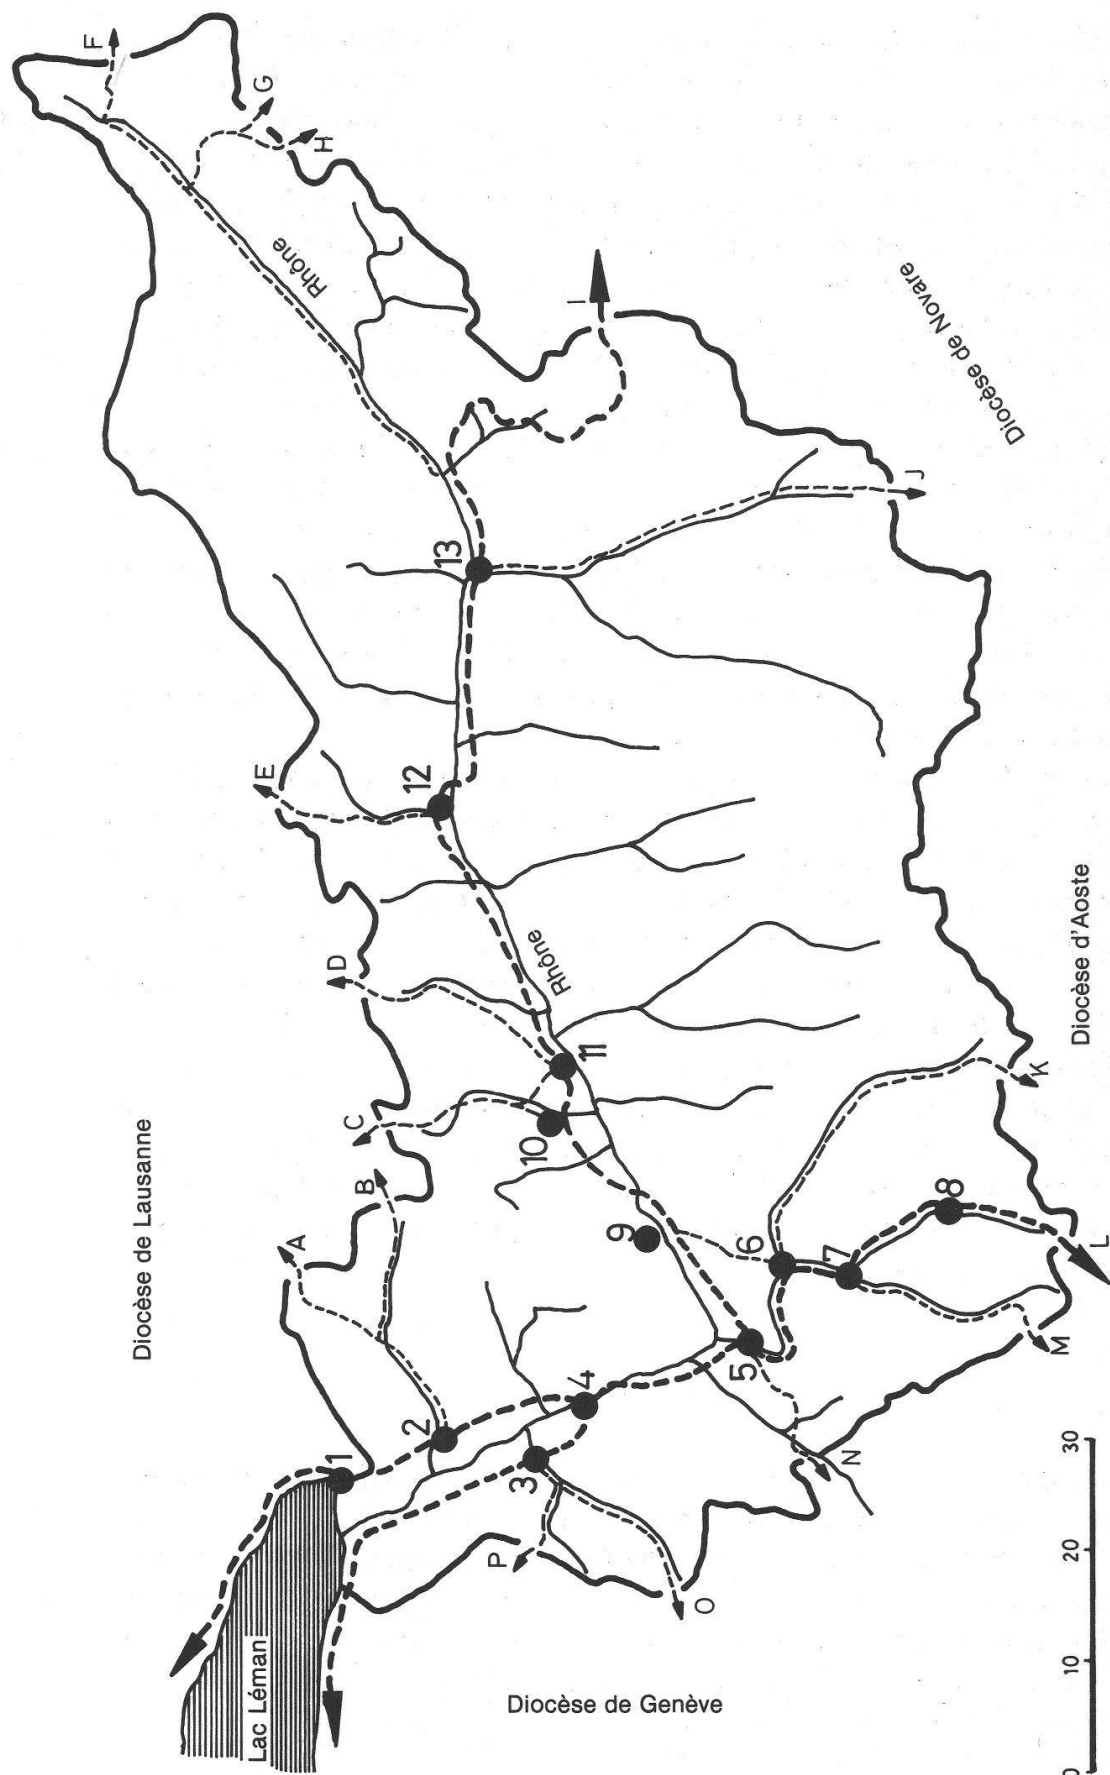 F
G
H
Rhône
I
Diocèse de Novare
J
13
E
12
D
Rhône
11
C
10
B
A
Diocèse de Lausanne
9
6
7
8
K
L
M
Diocèse d'Aoste
5
4
2
1
3
N
O
P
Lac Léman
Diocèse de Genève
0 10 20 30